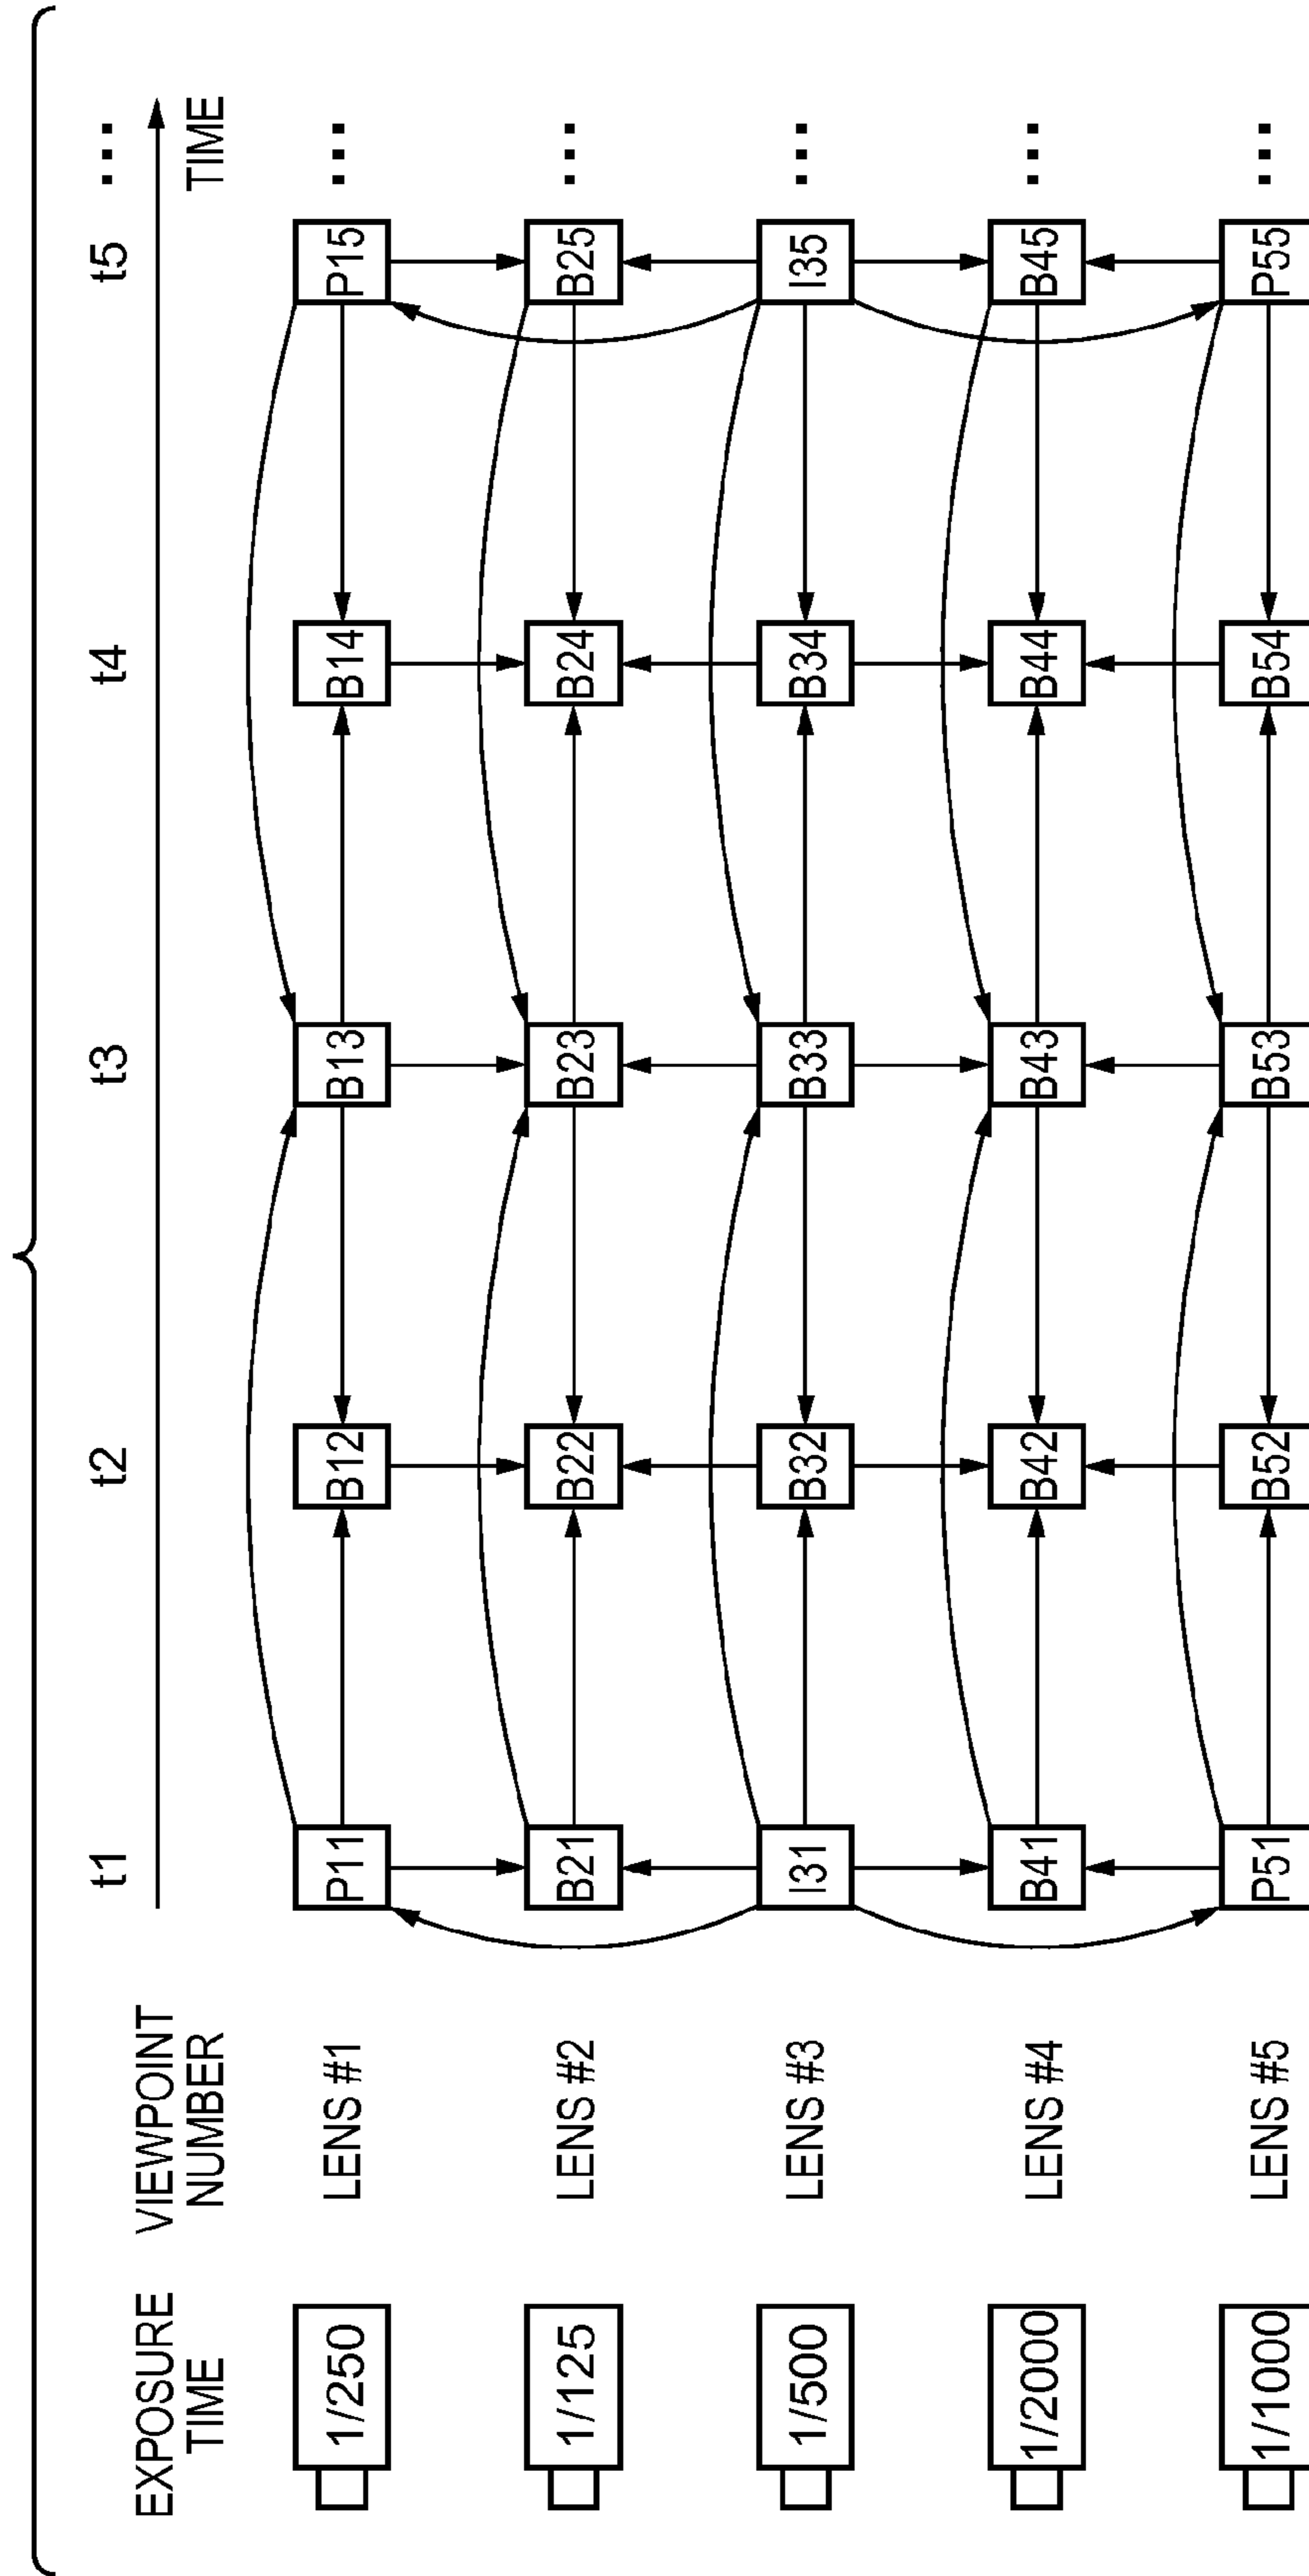 t1 t2 t3 t4 t5 ...
TIME
EXPOSURE
TIME
VIEWPOINT
NUMBER
1/250 LENS #1 P11 B12 B13 B14 P15 ...
1/125 LENS #2 B21 B22 B23 B24 B25 ...
1/500 LENS #3 I31 B32 B33 B34 I35 ...
1/2000 LENS #4 B41 B42 B43 B44 B45 ...
1/1000 LENS #5 P51 B52 B53 B54 P55 ...